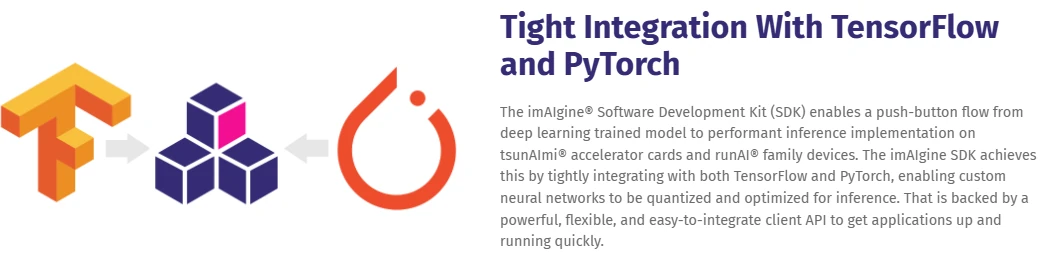 Tight Integration With TensorFlow
and PyTorch
The imAIgine® Software Development Kit (SDK) enables a push-button flow from
deep learning trained model to performant inference implementation on
tsunAImi® accelerator cards and runAI® family devices. The imAIgine SDK achieves
this by tightly integrating with both TensorFlow and PyTorch, enabling custom
neural networks to be quantized and optimized for inference. That is backed by a
powerful, flexible, and easy-to-integrate client API to get applications up and
running quickly.